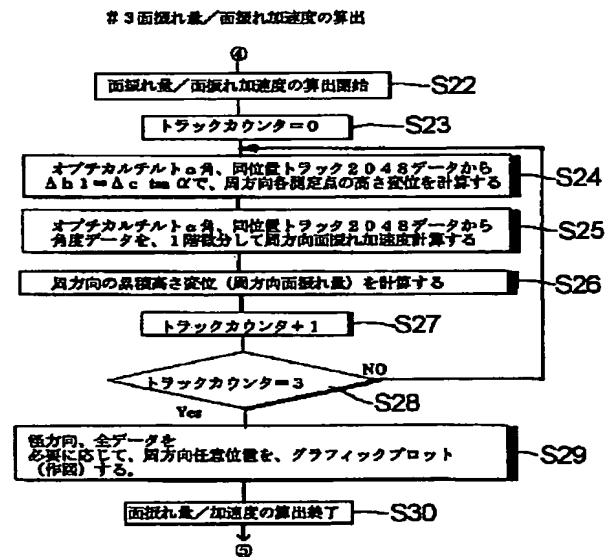 #3面振れ量/面振れ加速度の算出
④
面振れ量/面振れ加速度の算出開始
S22
トラックカウンタ=0
S23
オプチカルチルトα角、同位置トラック2048データから
Δh1=Δc tan αで、周方向各測定点の高さ変位を計算する
S24
オプチカルチルトα角、同位置トラック2048データから
角度データを、1階微分して周方向面振れ加速度計算する
S25
周方向の累積高さ変位(周方向面振れ量)を計算する
S26
トラックカウンタ+1
S27
トラックカウンタ=3
NO
S28
Yes
径方向、全データを
必要に応じて、周方向任意位置を、グラフィックプロット
(作図)する。
S29
面振れ量/加速度の算出終了
S30
⑤